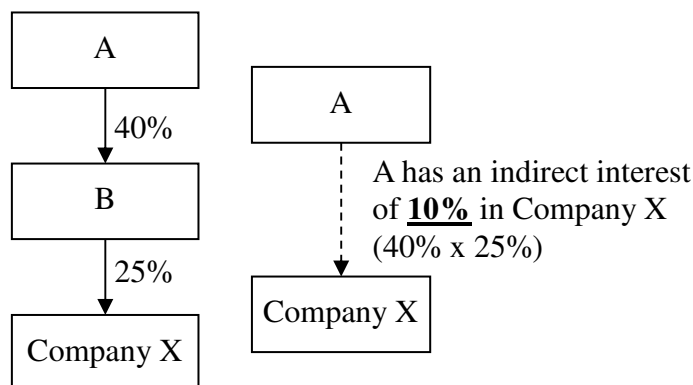 A
40%
B
25%
Company X
A
A has an indirect interest
of 10% in Company X
(40% x 25%)
Company X